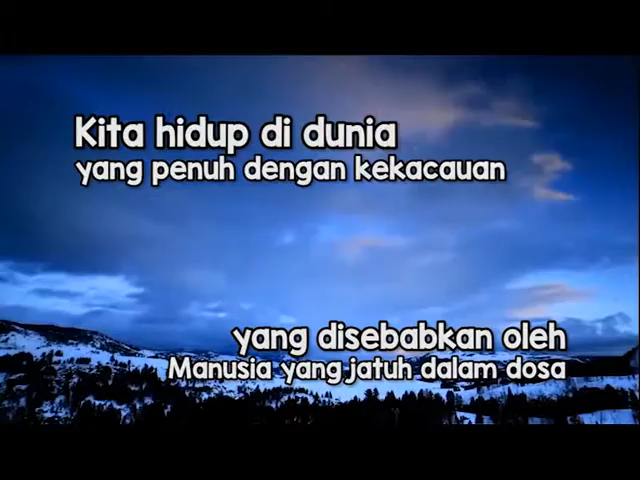 Kita hidup di dunia
yang penuh dengan kekacauan
yang disebabkan oleh
Manusia yang jatuh dalam dosa